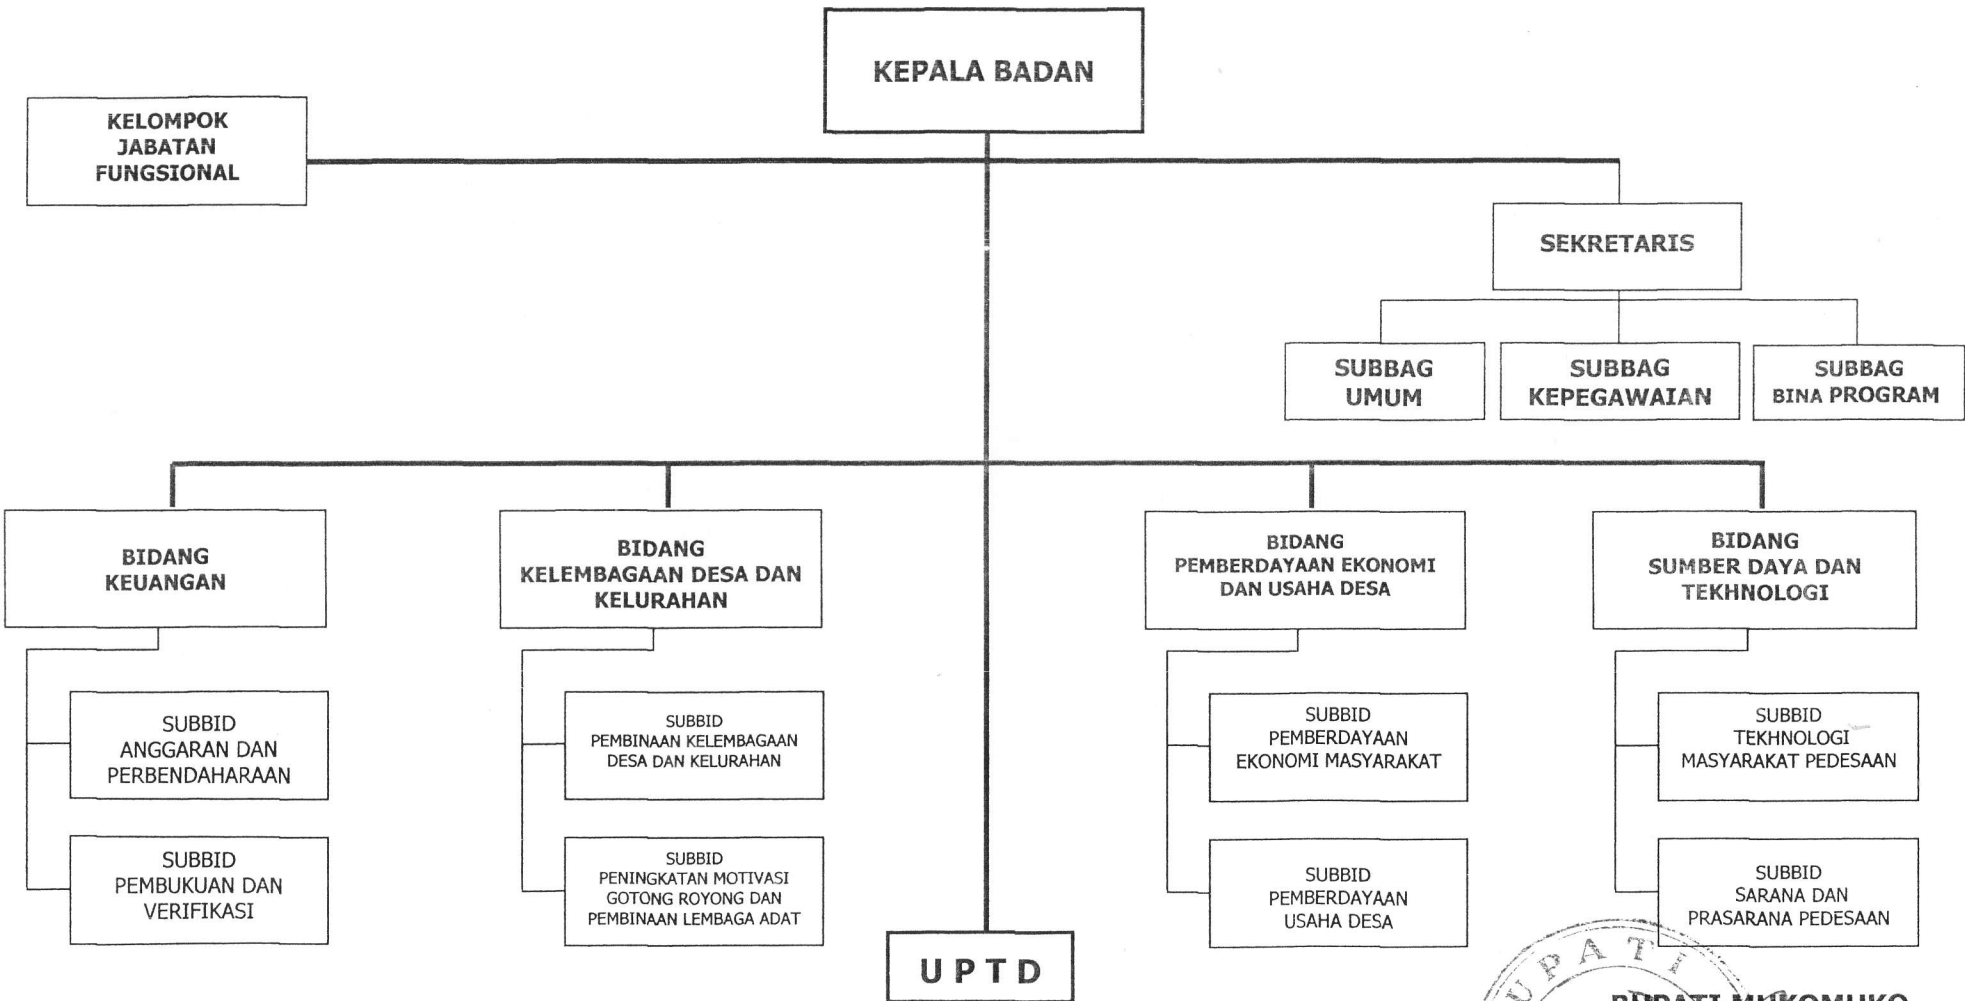 KEPALA BADAN
KELOMPOK
JABATAN
FUNGSIONAL
SEKRETARIS
SUBBAG
UMUM
SUBBAG
KEPEGAWAIAN
SUBBAG
BINA PROGRAM
BIDANG
KEUANGAN
BIDANG
KELEMBAGAAN DESA DAN
KELURAHAN
BIDANG
PEMBERDAYAAN EKONOMI
DAN USAHA DESA
BIDANG
SUMBER DAYA DAN
TEKHNOLOGI
SUBBID
ANGGARAN DAN
PERBENDAHARAAN
SUBBID
PEMBUKUAN DAN
VERIFIKASI
SUBBID
PEMBINAAN KELEMBAGAAN
DESA DAN KELURAHAN
SUBBID
PENINGKATAN MOTIVASI
GOTONG ROYONG DAN
PEMBINAAN LEMBAGA ADAT
SUBBID
PEMBERDAYAAN
EKONOMI MASYARAKAT
SUBBID
PEMBERDAYAAN
USAHA DESA
SUBBID
TEKHNOLOGI
MASYARAKAT PEDESAAN
SUBBID
SARANA DAN
PRASARANA PEDESAAN
UPTD
BUPATI MUKOMUKO